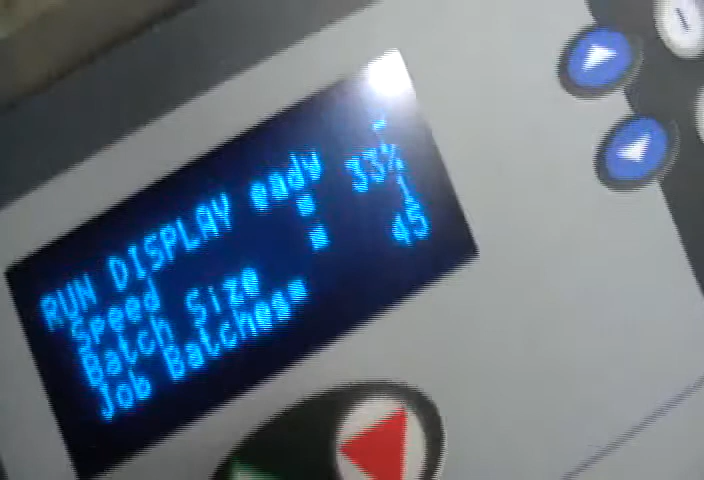 RUN DISPLAY eady
Speed = 33%
Batch Size = 1
Job Batches= 45